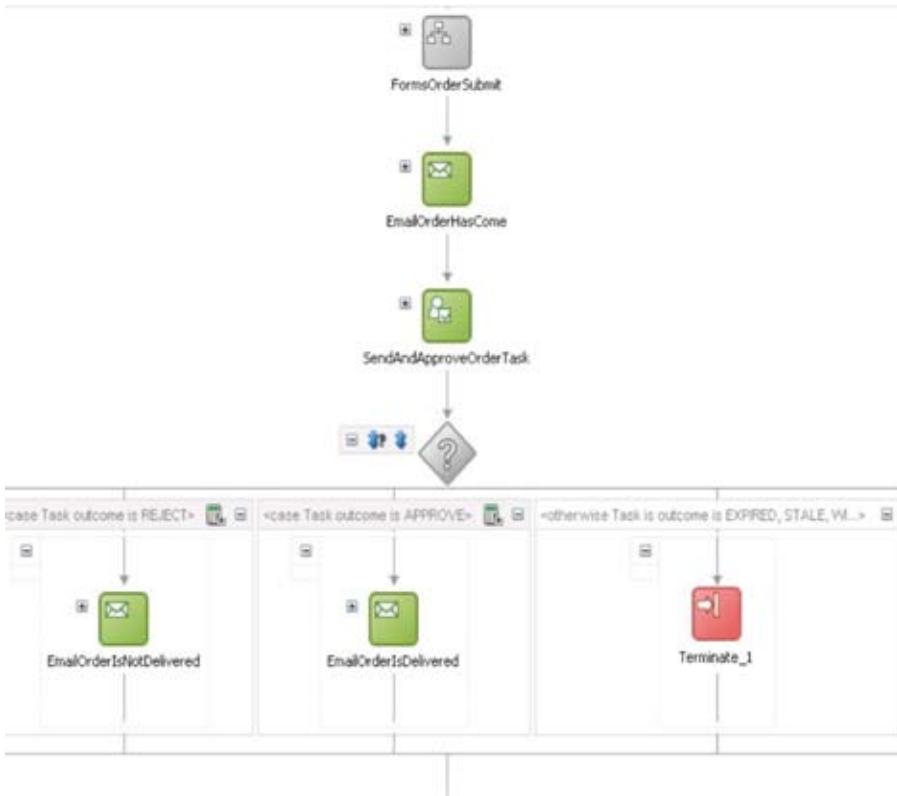 FormsOrderSubmit
EmailOrderHasCome
SendAndApproveOrderTask
?
<case Task outcome is REJECT>
<case Task outcome is APPROVE>
<otherwise Task is outcome is EXPIRED, STALE, WI...>
EmailOrderIsNotDelivered
EmailOrderIsDelivered
Terminate_1